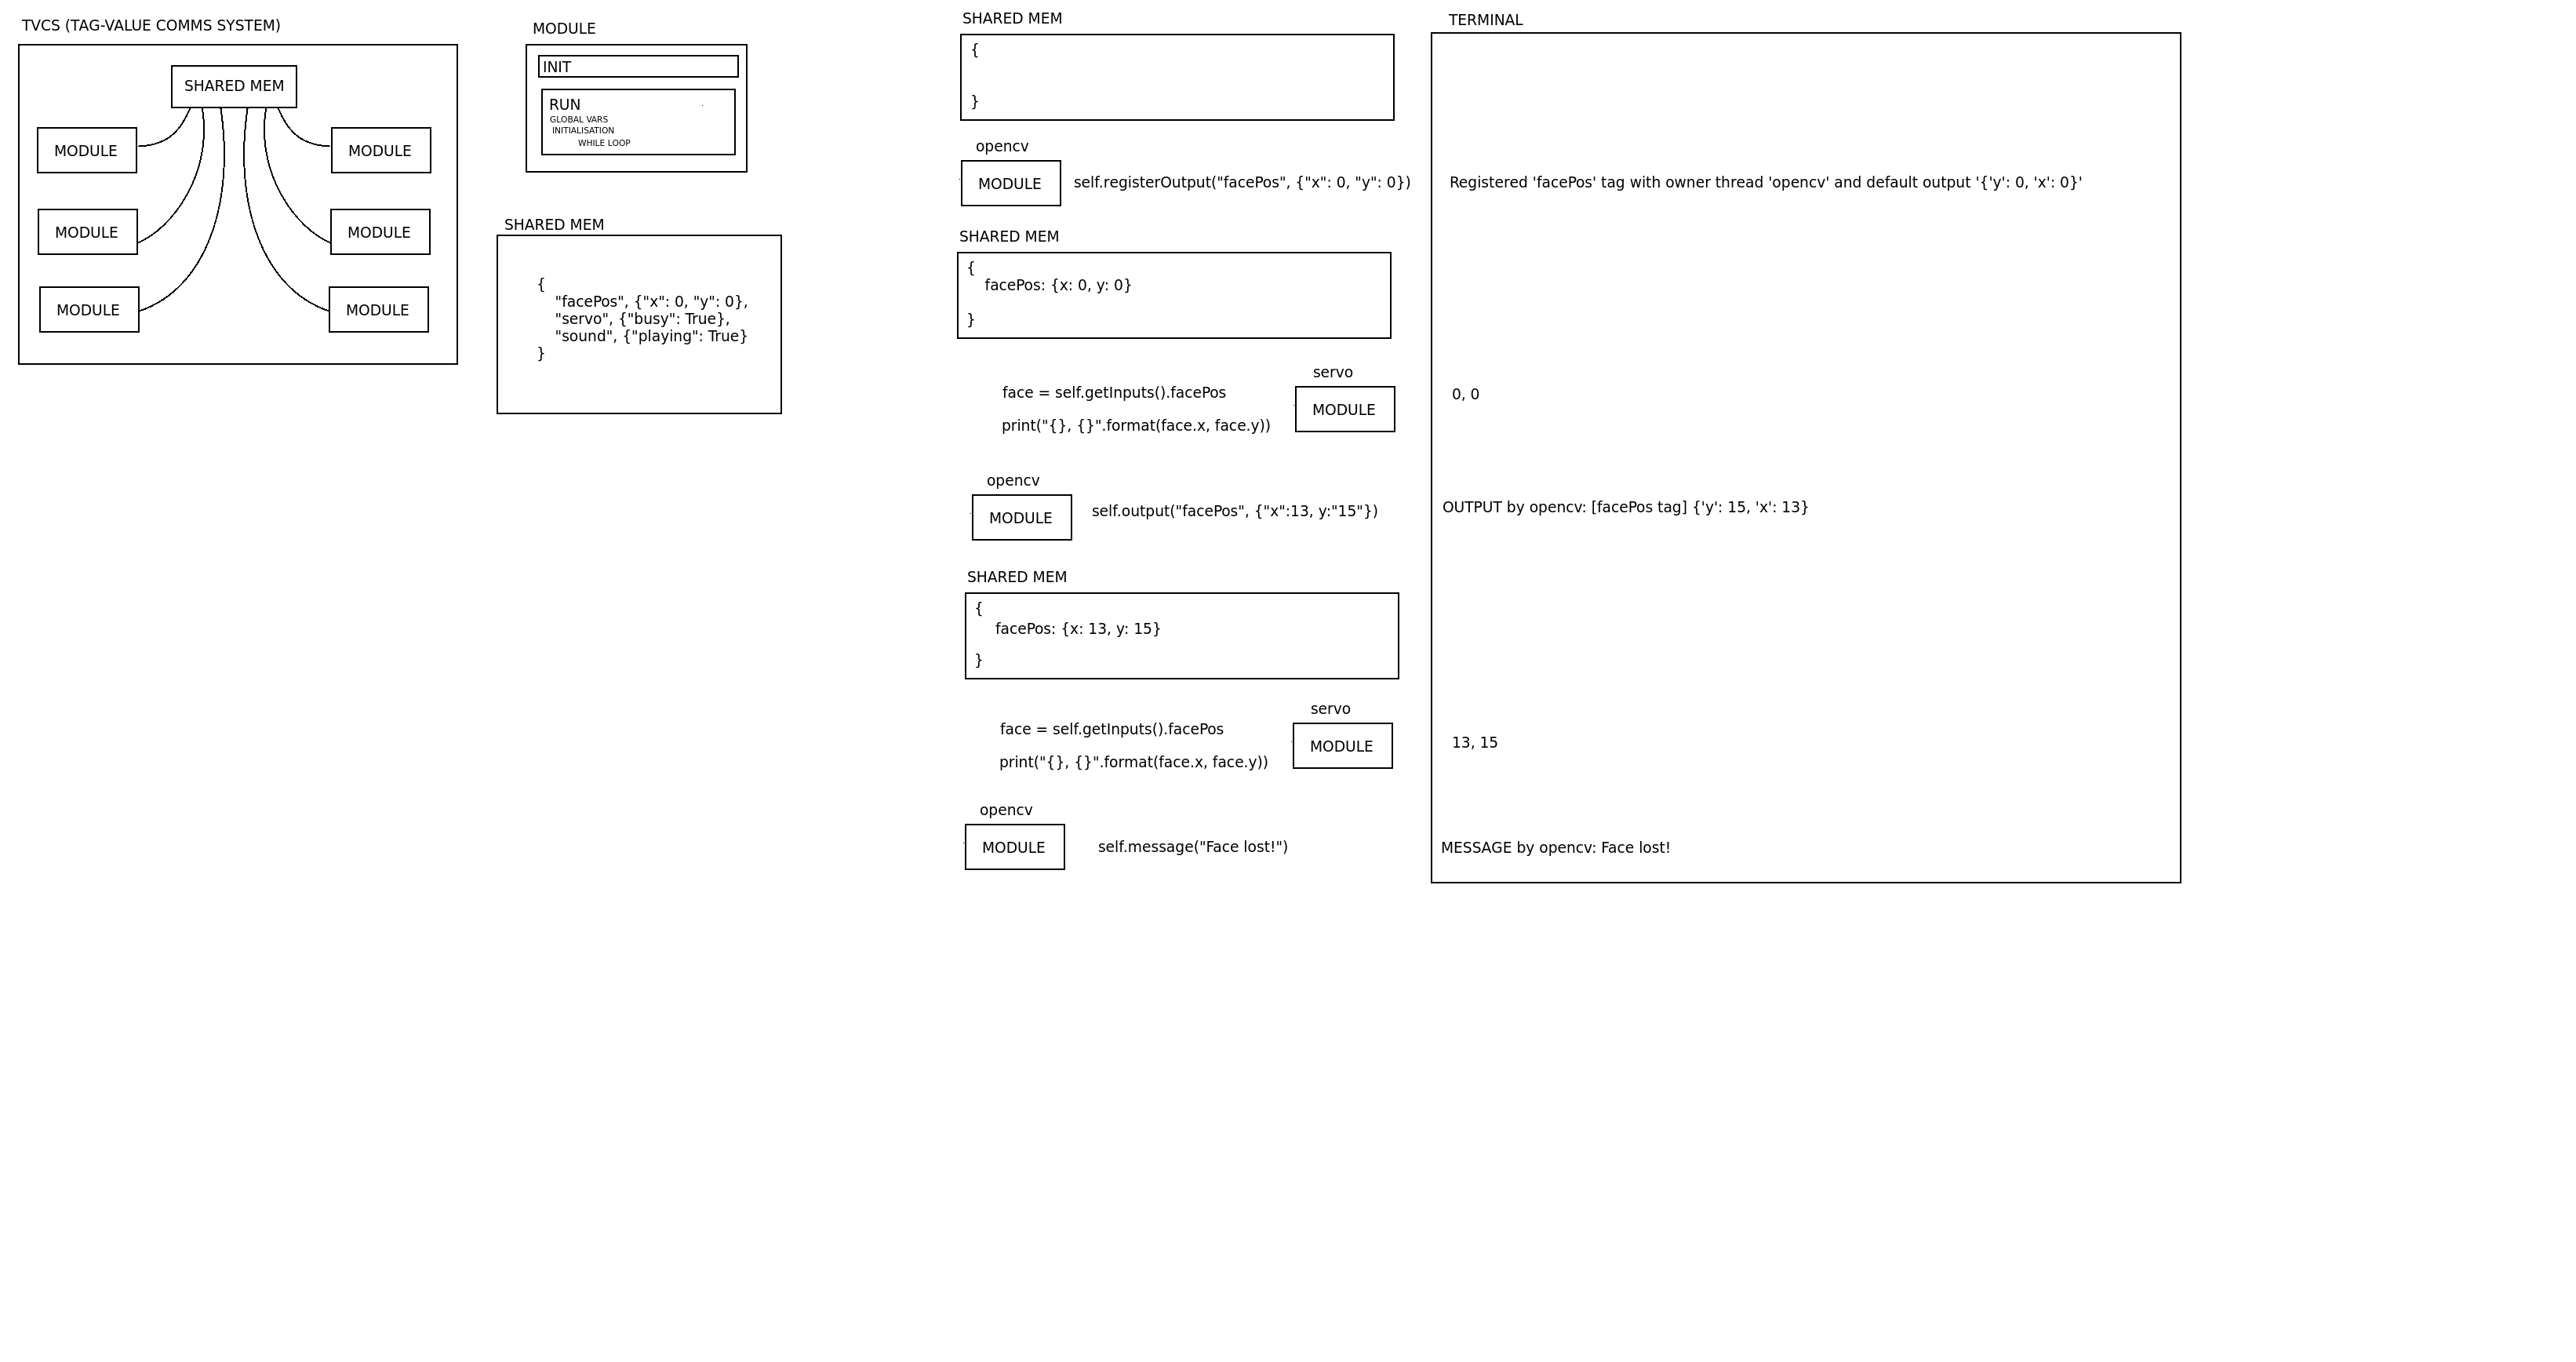 TVCS (TAG-VALUE COMMS SYSTEM)
SHARED MEM
MODULE
MODULE
MODULE
MODULE
MODULE
MODULE
MODULE
INIT
RUN
GLOBAL VARS
INITIALISATION
WHILE LOOP
SHARED MEM
{
"facePos", {"x": 0, "y": 0},
"servo", {"busy": True},
"sound", {"playing": True}
}
SHARED MEM
{
}
opencv
MODULE
self.registerOutput("facePos", {"x": 0, "y": 0})
SHARED MEM
{
facePos: {x: 0, y: 0}
}
servo
face = self.getInputs().facePos
MODULE
print("{}, {}".format(face.x, face.y))
opencv
MODULE
self.output("facePos", {"x":13, y:"15"})
SHARED MEM
{
facePos: {x: 13, y: 15}
}
servo
face = self.getInputs().facePos
MODULE
print("{}, {}".format(face.x, face.y))
opencv
MODULE
self.message("Face lost!")
TERMINAL
Registered 'facePos' tag with owner thread 'opencv' and default output '{'y': 0, 'x': 0}'
0, 0
OUTPUT by opencv: [facePos tag] {'y': 15, 'x': 13}
13, 15
MESSAGE by opencv: Face lost!